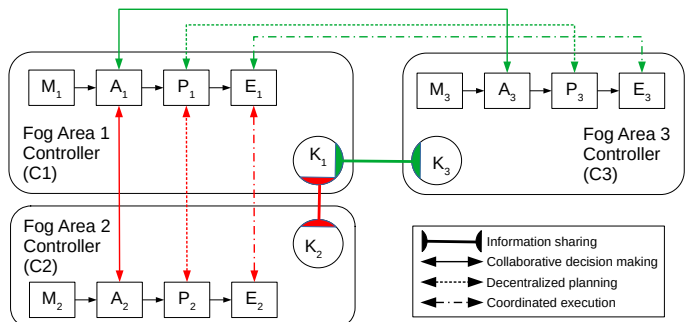 M1 A1 P1 E1
M3 A3 P3 E3
Fog Area 1
Controller
(C1)
K1
K3
Fog Area 3
Controller
(C3)
Fog Area 2
Controller
(C2)
K2
M2 A2 P2 E2
Information sharing
Collaborative decision making
Decentralized planning
Coordinated execution